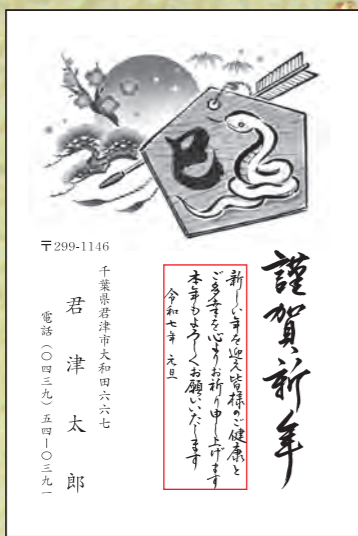 巳
謹賀新年
新しい年を迎え皆様のご健康と
ご多幸を心よりお祈り申し上げます
本年もよろしくお願いいたします
令和七年 元旦
〒299-1146
千葉県君津市大和田六六七
君津太郎
電話(〇四三九)五四―〇三九一